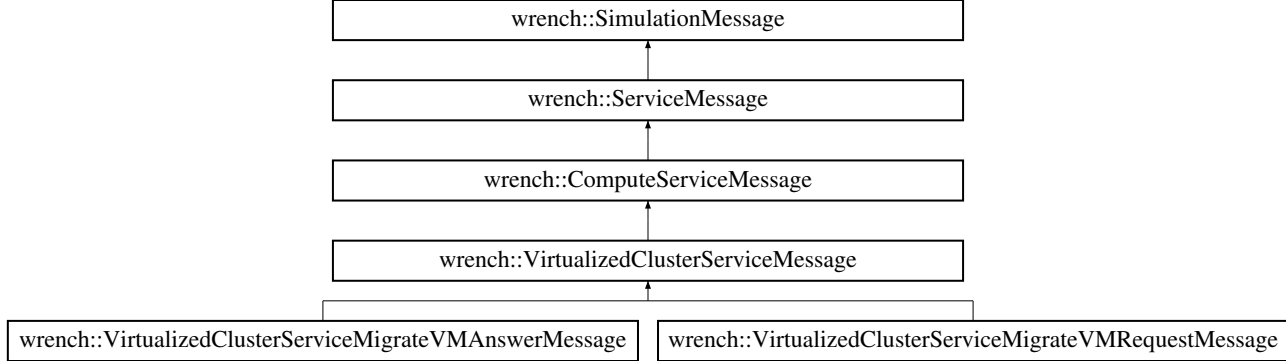 wrench::SimulationMessage
wrench::ServiceMessage
wrench::ComputeServiceMessage
wrench::VirtualizedClusterServiceMessage
wrench::VirtualizedClusterServiceMigrateVMAnswerMessage
wrench::VirtualizedClusterServiceMigrateVMRequestMessage